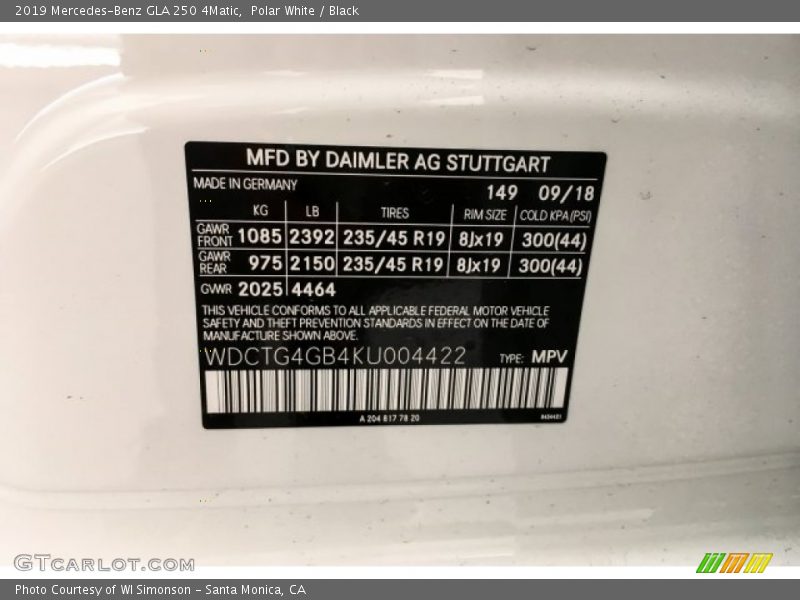 2019 Mercedes-Benz GLA 250 4Matic, Polar White / Black
MFD BY DAIMLER AG STUTTGART
MADE IN GERMANY 149 09/18
KG LB TIRES RIM SIZE COLD KPA(PSI)
GAWR FRONT 1085 2392 235/45 R19 8Jx19 300(44)
GAWR REAR 975 2150 235/45 R19 8Jx19 300(44)
GWR 2025 4464
THIS VEHICLE CONFORMS TO ALL APPLICABLE FEDERAL MOTOR VEHICLE
SAFETY AND THEFT PREVENTION STANDARDS IN EFFECT ON THE DATE OF
MANUFACTURE SHOWN ABOVE.
WDCTG4GB4KU004422 TYPE: MPV
A 204 817 78 20
GTCARLOT.COM
Photo Courtesy of WI Simonson - Santa Monica, CA